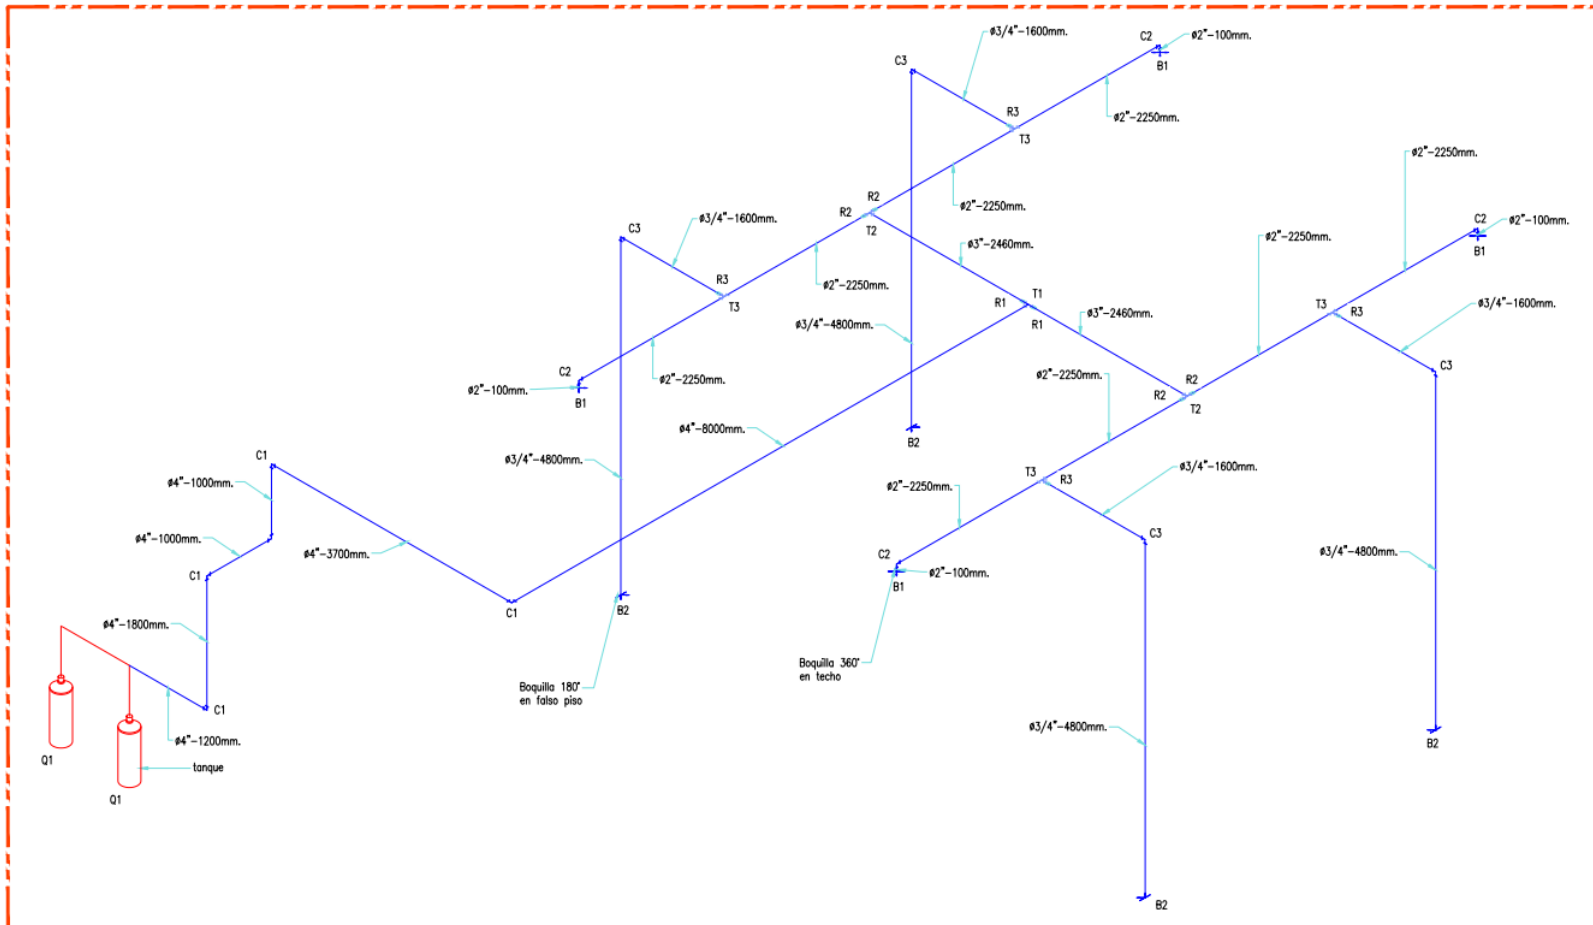 ø3/4"-1600mm.
C2
ø2"-100mm.
B1
C3
R3
T3
ø2"-2250mm.
ø2"-2250mm.
ø2"-2250mm.
R2
R2
T2
ø3/4"-1600mm.
C3
C2
ø2"-100mm.
B1
ø2"-2250mm.
ø3"-2460mm.
ø2"-2250mm.
R3
T3
T1
R1
R1
ø3"-2460mm.
T3
R3
ø3/4"-1600mm.
ø3/4"-4800mm.
C2
ø2"-100mm.
B1
ø2"-2250mm.
ø2"-2250mm.
R2
R2
T2
C3
ø4"-8000mm.
B2
C1
ø4"-1000mm.
ø3/4"-4800mm.
T3
R3
ø3/4"-1600mm.
ø2"-2250mm.
ø4"-1000mm.
ø4"-3700mm.
C3
ø3/4"-4800mm.
C2
ø2"-100mm.
B1
C1
C1
B2
ø4"-1800mm.
Boquilla 180°
en falso piso
Boquilla 360°
en techo
C1
ø4"-1200mm.
ø3/4"-4800mm.
B2
Q1
tanque
Q1
B2